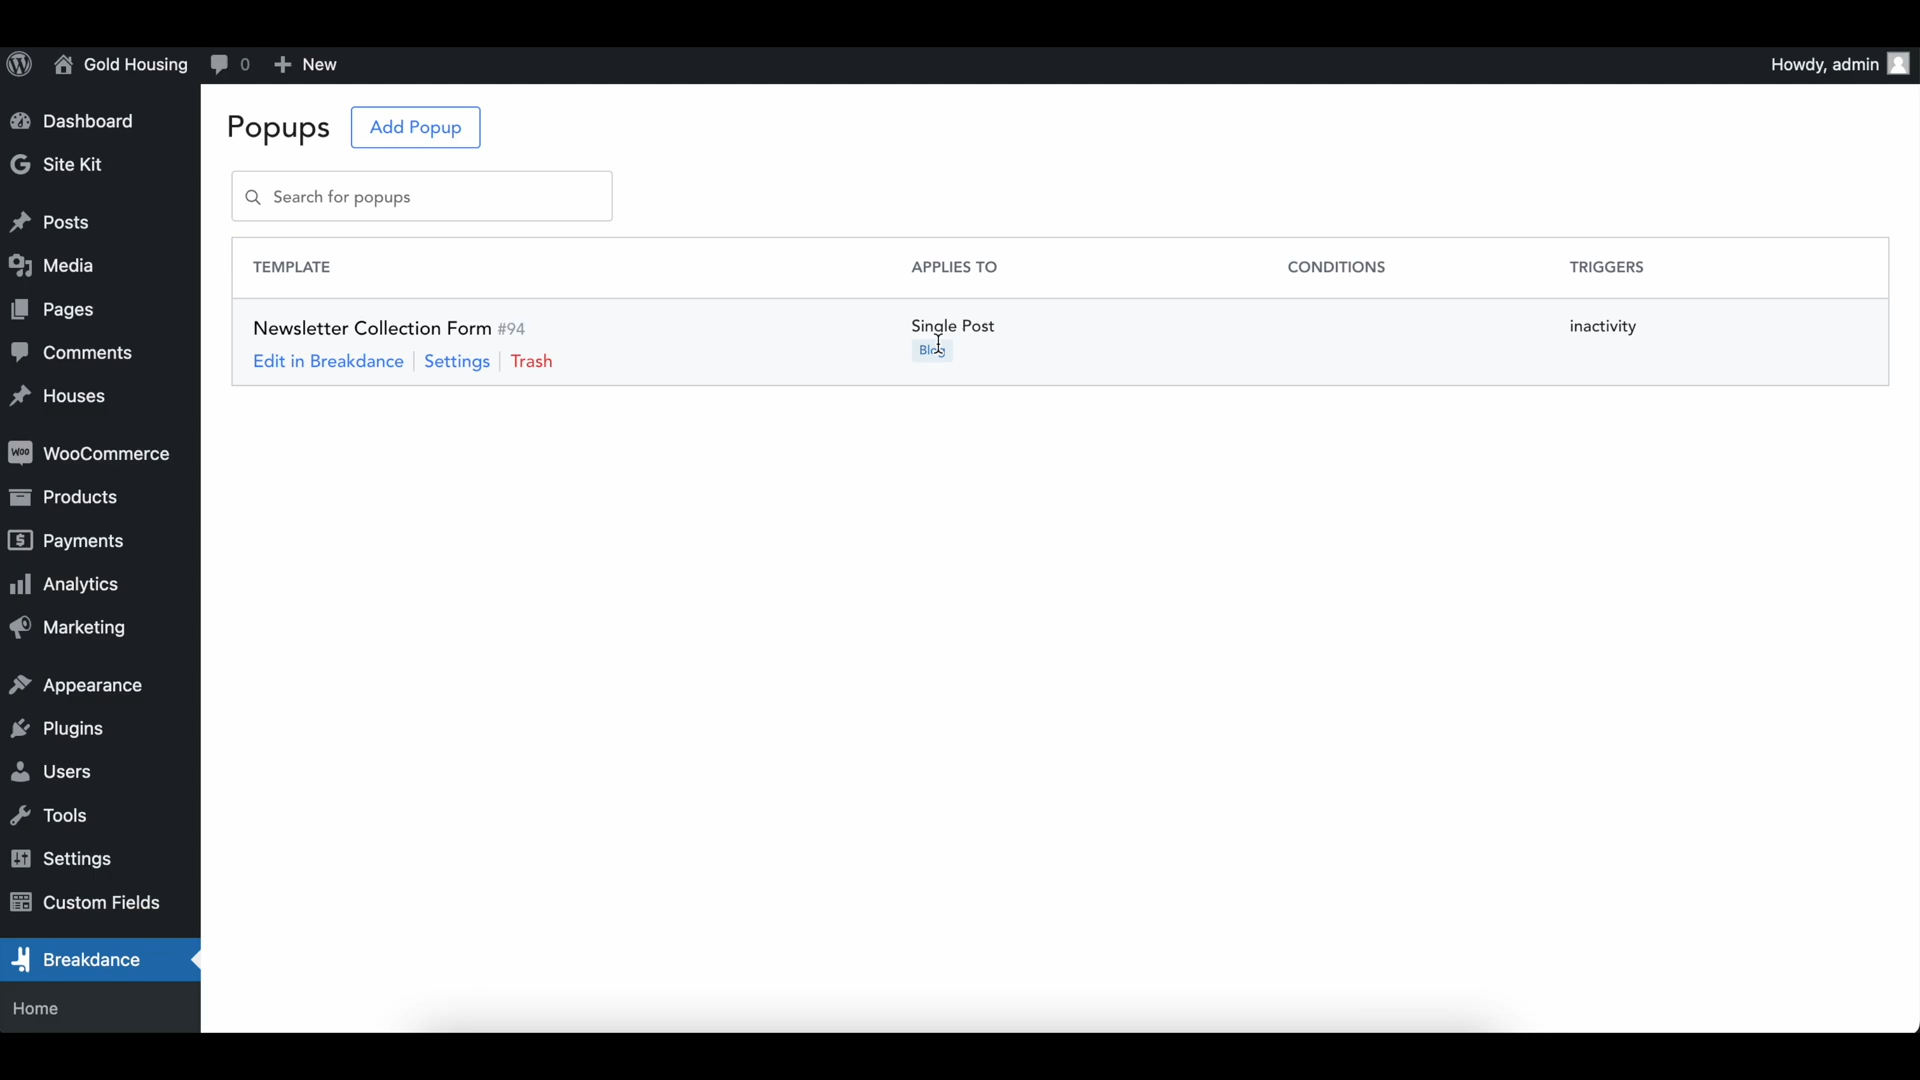 Gold Housing 0 New Howdy, admin
Dashboard
Site Kit
Posts
Media
Pages
Comments
Houses
WOO WooCommerce
Products
Payments
Analytics
Marketing
Appearance
Plugins
Users
Tools
Settings
Custom Fields
Breakdance
Home
Popups Add Popup
Search for popups
TEMPLATE APPLIES TO CONDITIONS TRIGGERS
Newsletter Collection Form #94 Single Post inactivity
Blog
Edit in Breakdance Settings Trash